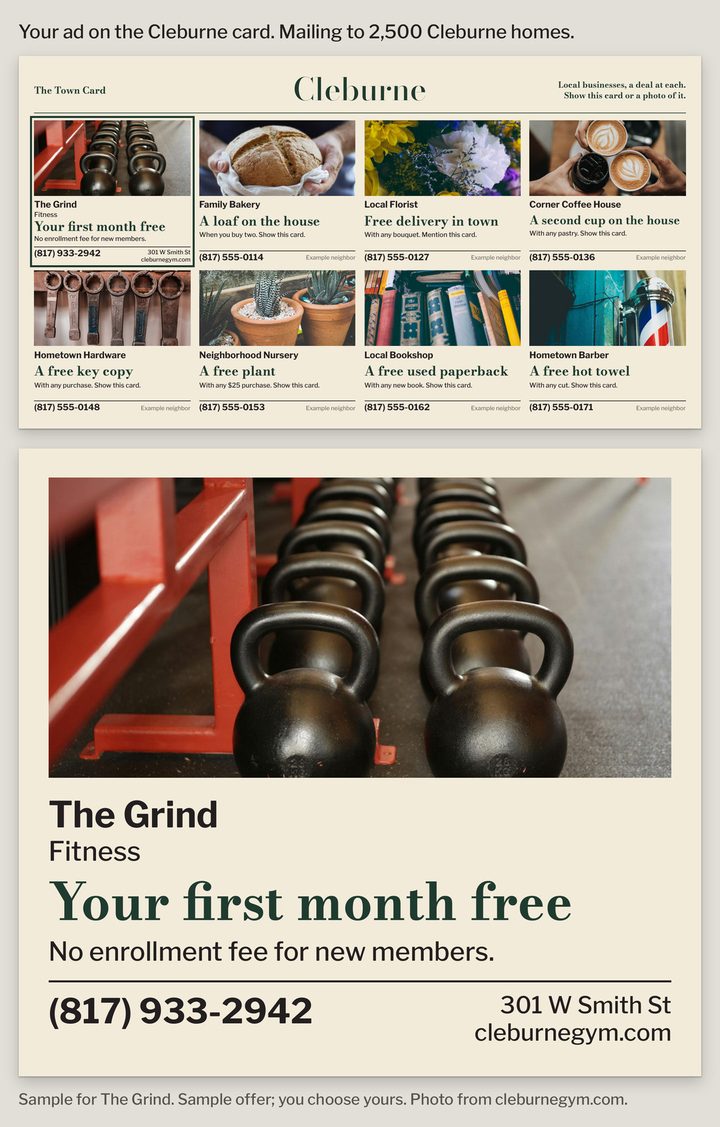 Your ad on the Cleburne card. Mailing to 2,500 Cleburne homes.
The Town Card
Cleburne
Local businesses, a deal at each.
Show this card or a photo of it.
The Grind
Fitness
Your first month free
No enrollment fee for new members.
(817) 933-2942
301 W Smith St
cleburnegym.com
Family Bakery
A loaf on the house
When you buy two. Show this card.
(817) 555-0114
Example neighbor
Local Florist
Free delivery in town
With any bouquet. Mention this card.
(817) 555-0127
Example neighbor
Corner Coffee House
A second cup on the house
With any pastry. Show this card.
(817) 555-0136
Example neighbor
Hometown Hardware
A free key copy
With any purchase. Show this card.
(817) 555-0148
Example neighbor
Neighborhood Nursery
A free plant
With any $25 purchase. Show this card.
(817) 555-0153
Example neighbor
Local Bookshop
A free used paperback
With any new book. Show this card.
(817) 555-0162
Example neighbor
Hometown Barber
A free hot towel
With any cut. Show this card.
(817) 555-0171
Example neighbor
The Grind
Fitness
Your first month free
No enrollment fee for new members.
(817) 933-2942
301 W Smith St
cleburnegym.com
Sample for The Grind. Sample offer; you choose yours. Photo from cleburnegym.com.